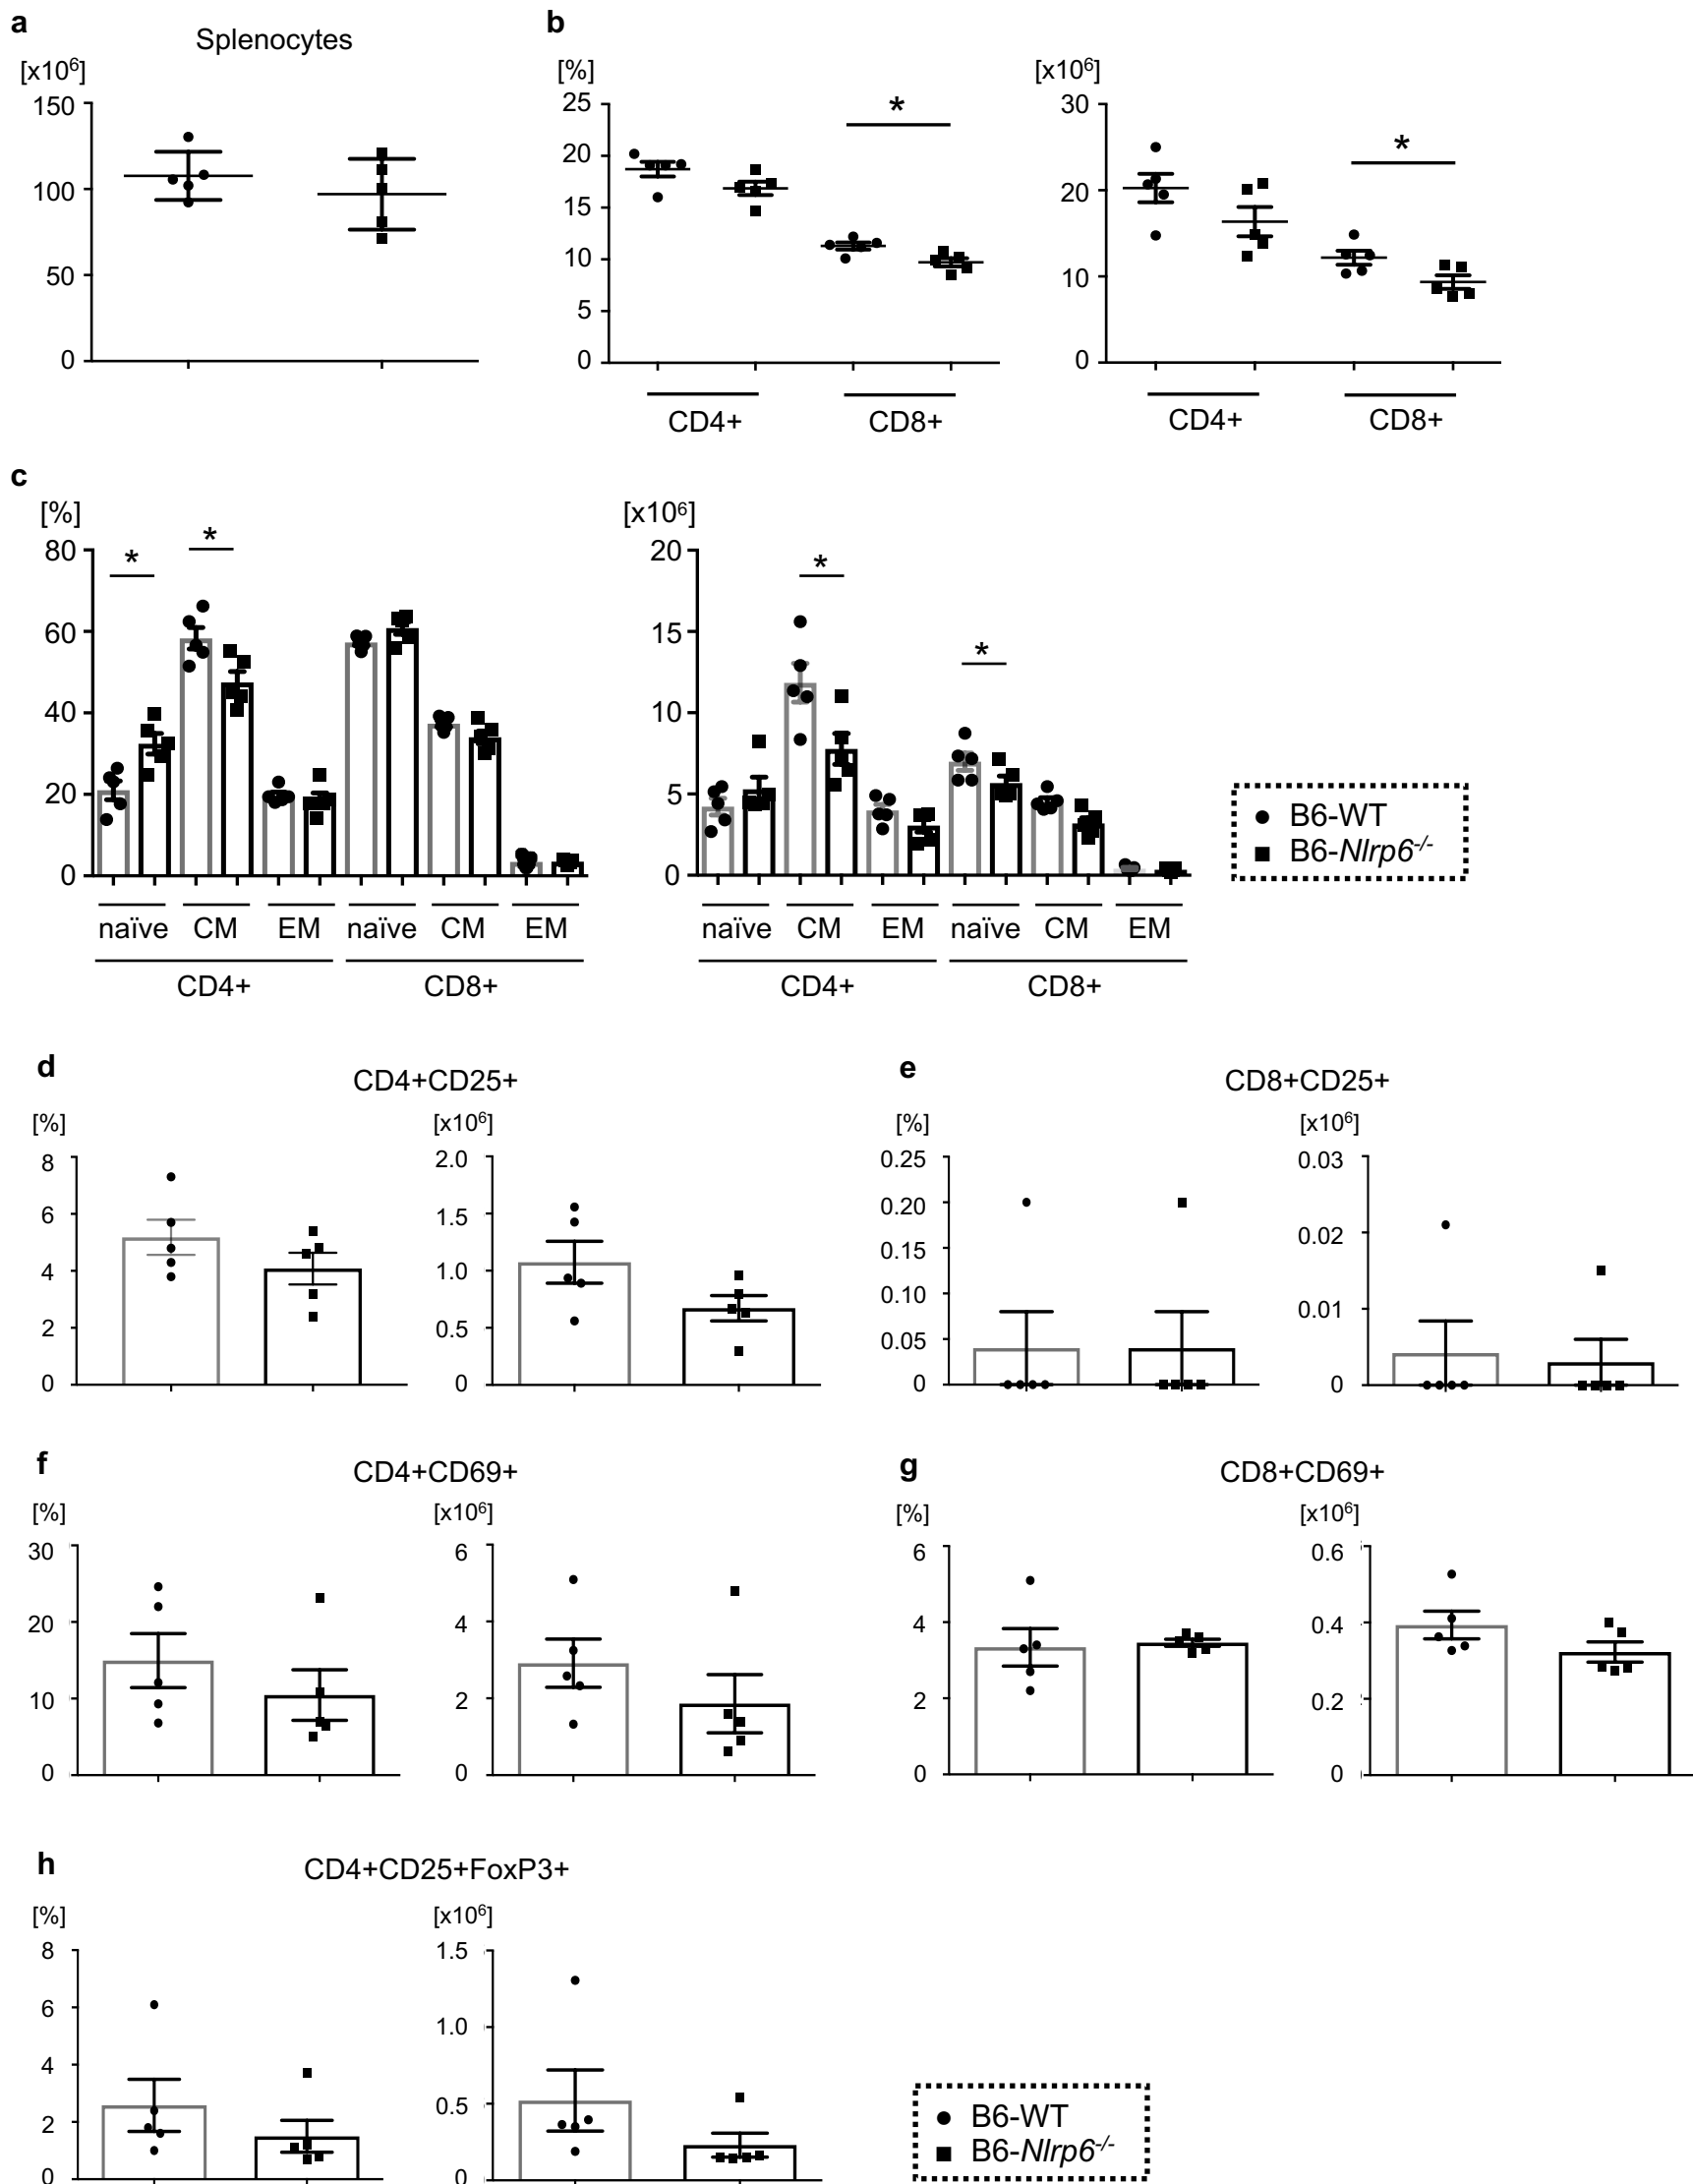 a
Splenocytes
[x10⁶]
150
100
50
0
b
[%]
25
20
15
10
5
0
*
CD4+ CD8+
[x10⁶]
30
20
10
0
*
CD4+ CD8+
c
[%]
80
60
40
20
0
* *
naïve CM EM naïve CM EM
CD4+ CD8+
[x10⁶]
20
15
10
5
0
* *
naïve CM EM naïve CM EM
CD4+ CD8+
B6-WT
B6-Nlrp6-/-
d
CD4+CD25+
[%]
8
6
4
2
0
[x10⁶]
2.0
1.5
1.0
0.5
0
e
CD8+CD25+
[%]
0.25
0.20
0.15
0.10
0.05
0
[x10⁶]
0.03
0.02
0.01
0
f
CD4+CD69+
[%]
30
20
10
0
[x10⁶]
6
4
2
0
g
CD8+CD69+
[%]
6
4
2
0
[x10⁶]
0.6
0.4
0.2
0
h
CD4+CD25+FoxP3+
[%]
8
6
4
2
0
[x10⁶]
1.5
1.0
0.5
0
B6-WT
B6-Nlrp6-/-